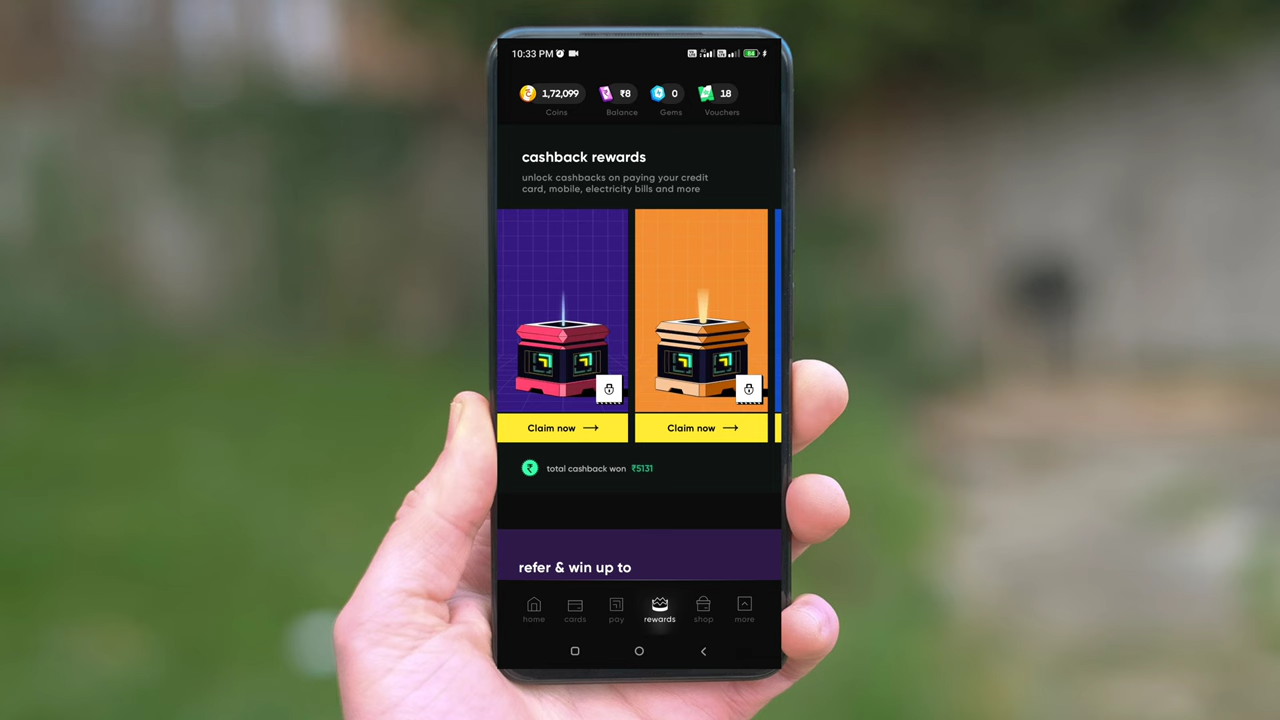 10:33 PM 64
1,72,099 ₹8 0 18
Coins Balance Gems Vouchers
cashback rewards
unlock cashbacks on paying your credit
card, mobile, electricity bills and more
Claim now Claim now
total cashback won ₹5131
refer & win up to
home cards pay rewards shop more